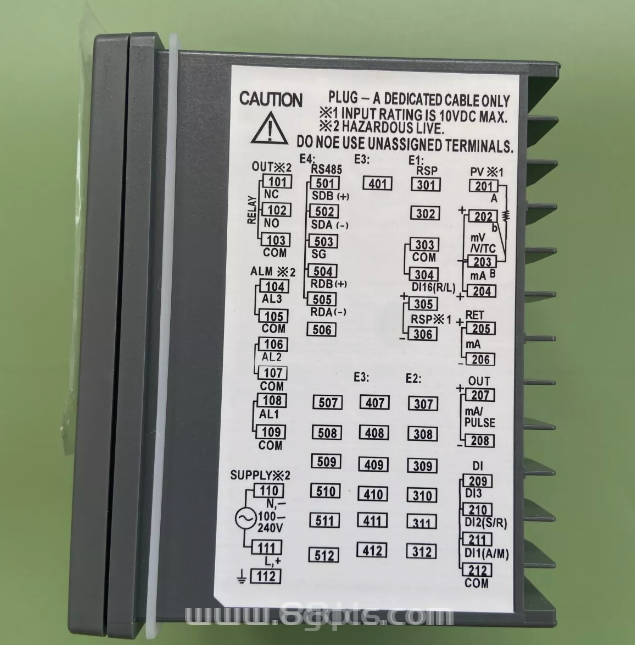 CAUTION
PLUG – A DEDICATED CABLE ONLY
※1 INPUT RATING IS 10VDC MAX.
※2 HAZARDOUS LIVE.
DO NOE USE UNASSIGNED TERMINALS.
OUT※2
RELAY
101
NC
102
NO
103
COM
ALM ※2
104
AL3
105
COM
106
AL2
107
COM
108
AL1
109
COM
SUPPLY※2
110
N,–
100–
240V
111
L,+
112
E4:
RS485
501
SDB (+)
502
SDA (–)
503
SG
504
RDB (+)
505
RDA (–)
506
507
508
509
510
511
512
E3:
401
E3:
407
408
409
410
411
412
E1:
RSP
301
302
303
COM
304
DI16(R/L)
+
305
RSP※1
–
306
E2:
307
308
309
310
311
312
PV ※1
201
A
+
202
b
mV
/V/TC
–
203
mA B
+
204
RET
+
205
mA
–
206
OUT
+
207
mA/
PULSE
–
208
DI
209
DI3
210
DI2(S/R)
211
DI1(A/M)
212
COM